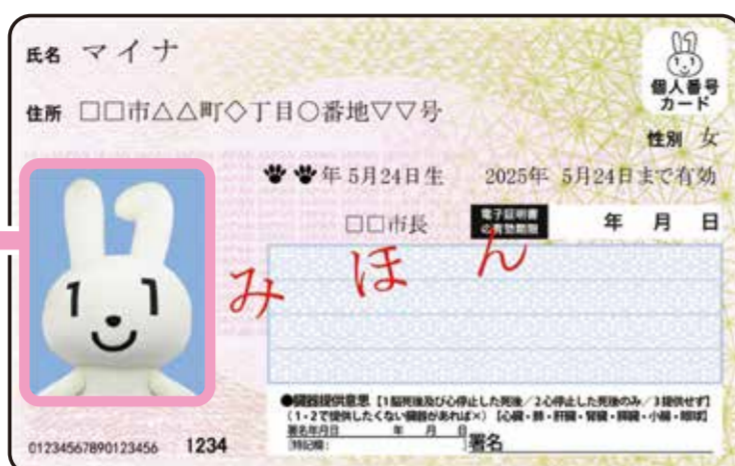 氏名 マイナ
個人番号
カード
住所 □□市△△町◇丁目○番地▽▽号
性別 女
年 5月24日生 2025年 5月24日まで有効
□□市長 電子証明書の有効期限 年 月 日
みほん
1 1
●臓器提供意思【1脳死後及び心停止した死後/2心停止した死後のみ/3提供せず】
(1・2で提供したくない臓器があれば×)【心臓・肺・肝臓・腎臓・膵臓・小腸・眼球】
署名年月日 年 月 日
[特記欄: ] 署名
01234567890123456 1234